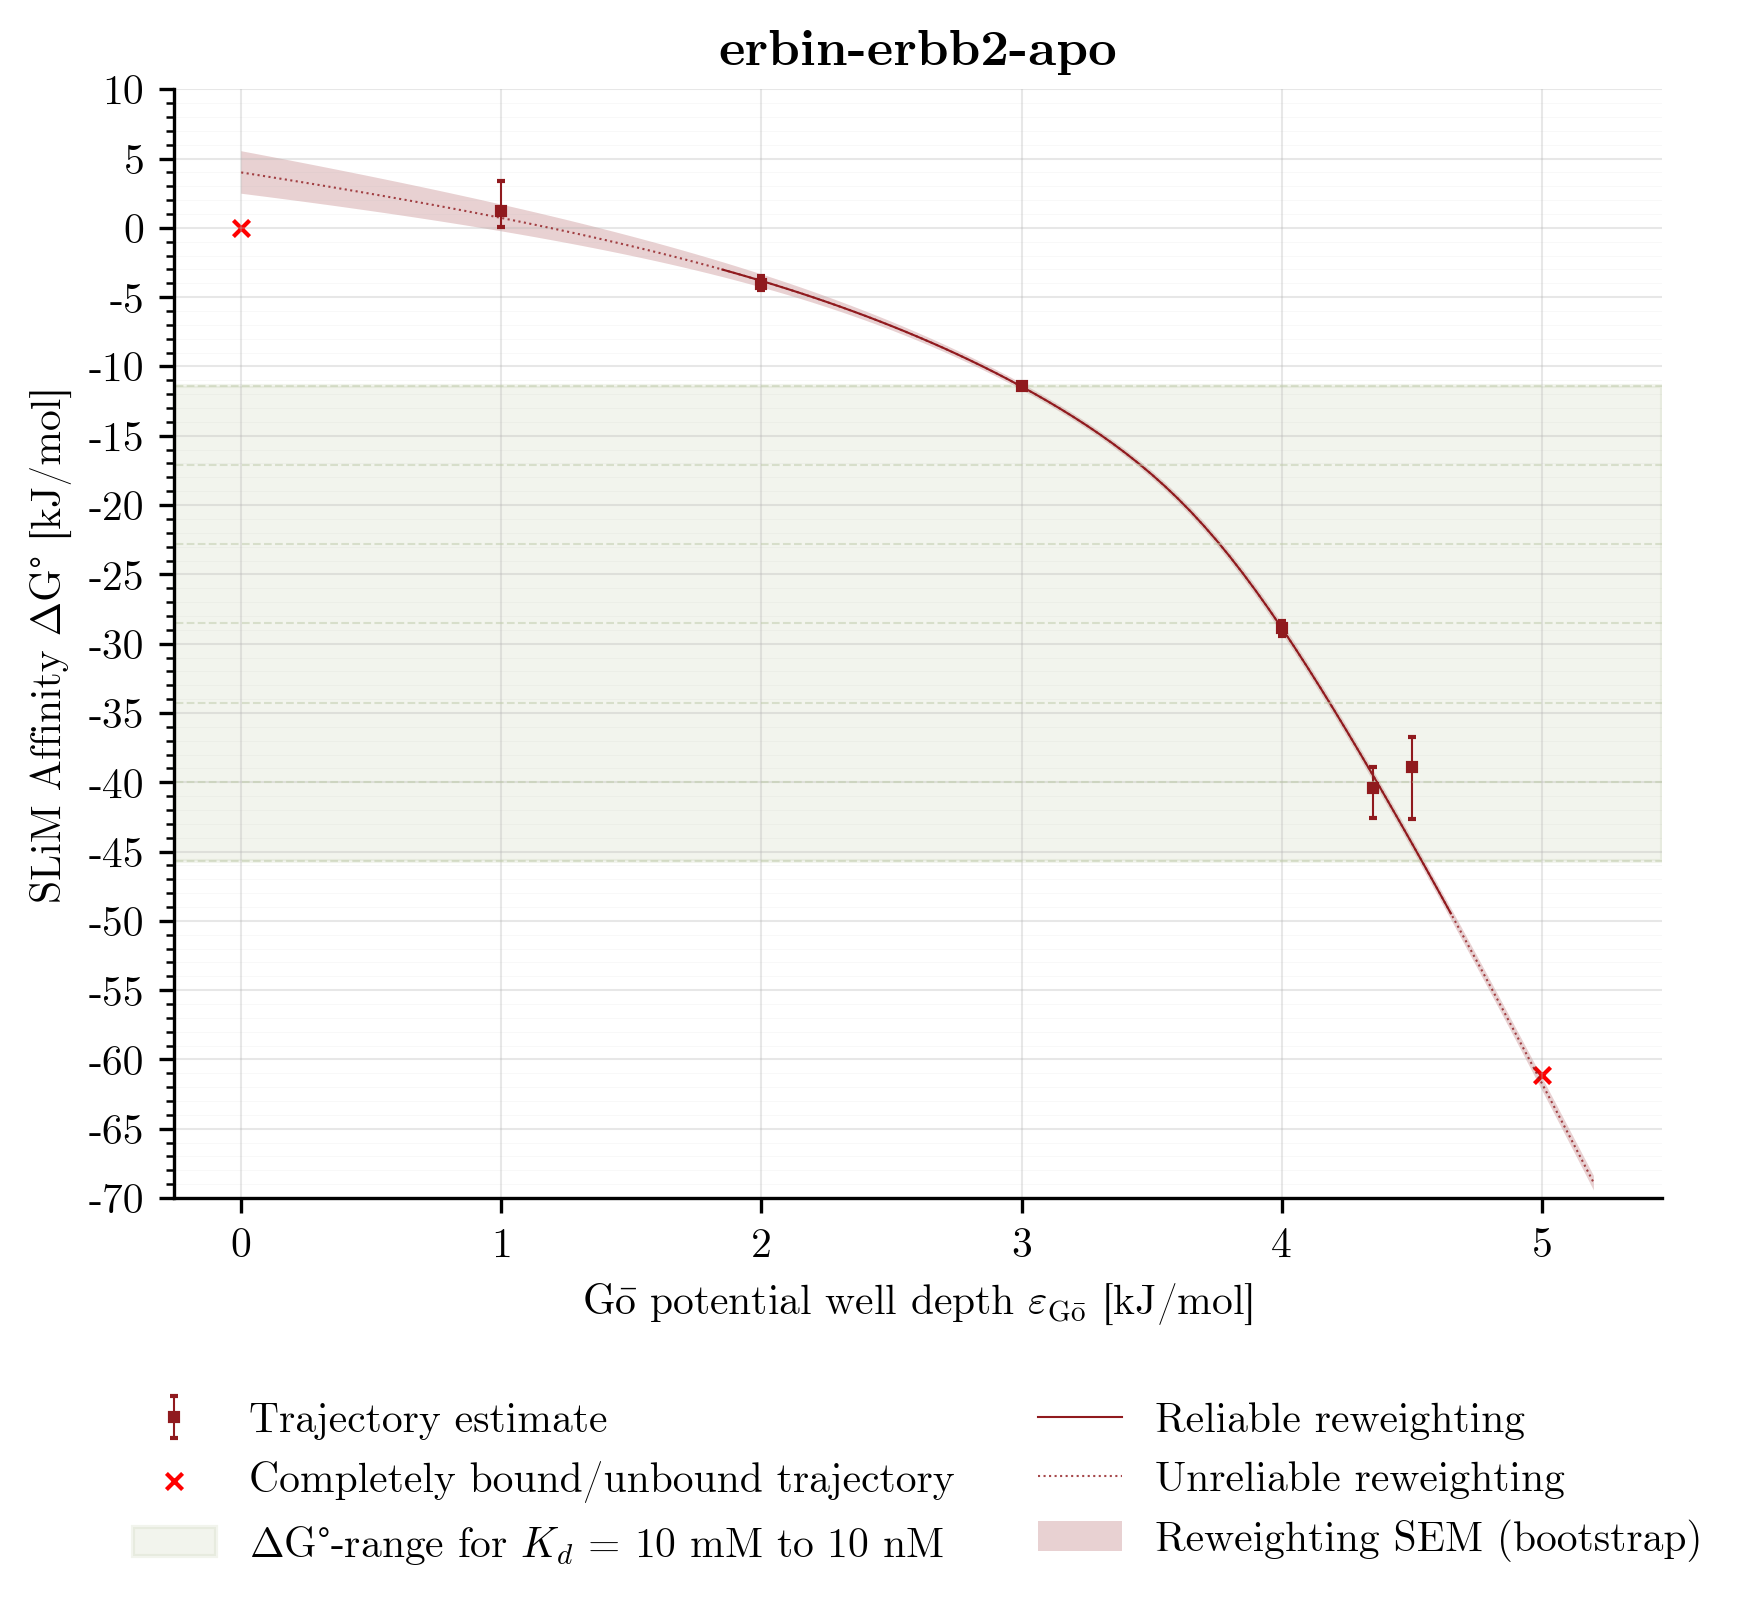 erbin-erbb2-apo
SLiM Affinity ΔG° [kJ/mol]
10
5
0
-5
-10
-15
-20
-25
-30
-35
-40
-45
-50
-55
-60
-65
-70
0 1 2 3 4 5
Gō potential well depth ε_Gō [kJ/mol]
Trajectory estimate
Completely bound/unbound trajectory
ΔG°-range for K_d = 10 mM to 10 nM
Reliable reweighting
Unreliable reweighting
Reweighting SEM (bootstrap)